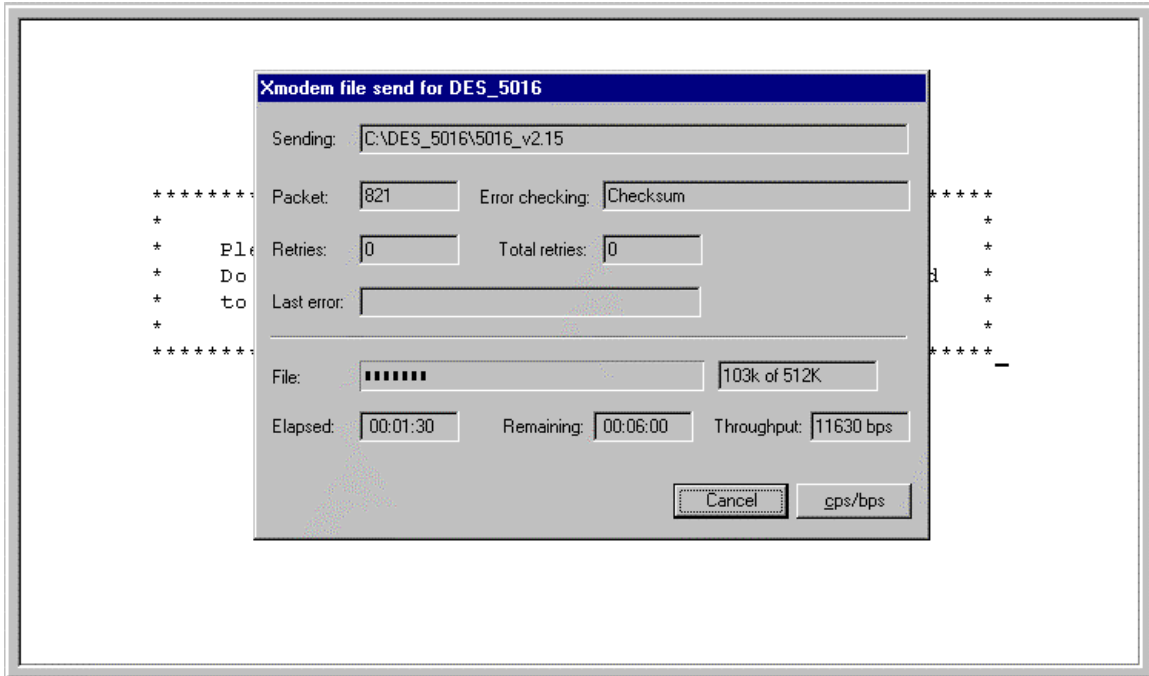 Xmodem file send for DES_5016
Sending: C:\DES_5016\5016_v2.15
******** *****
* *
Packet: 821 Error checking: Checksum
* Retries: 0 Total retries: 0 *
* Do *
* to Last error: *
* *
******** *****
File: 103k of 512K
Elapsed: 00:01:30 Remaining: 00:06:00 Throughput: 11630 bps
Cancel cps/bps